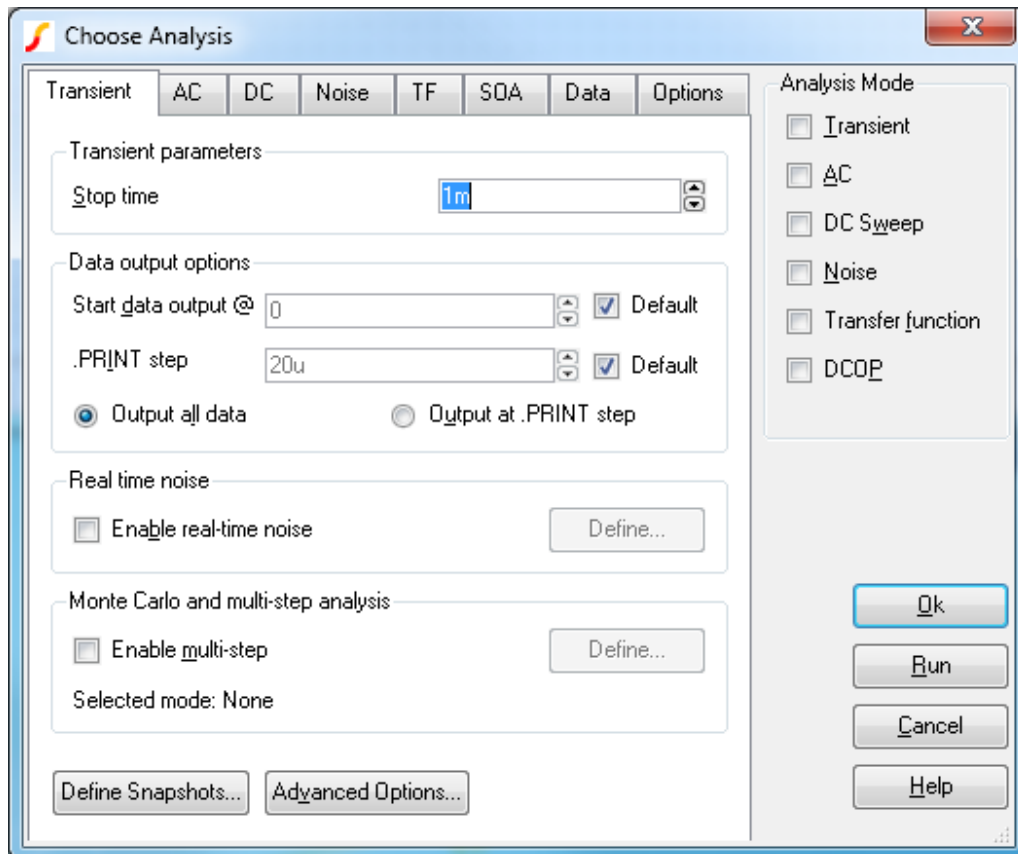 Choose Analysis
Transient AC DC Noise TF SOA Data Options
Transient parameters
Stop time 1m
Data output options
Start data output @ 0 Default
.PRINT step 20u Default
Output all data Output at .PRINT step
Real time noise
Enable real-time noise Define...
Monte Carlo and multi-step analysis
Enable multi-step Define...
Selected mode: None
Define Snapshots... Advanced Options...
Analysis Mode
Transient
AC
DC Sweep
Noise
Transfer function
DCOP
Ok
Run
Cancel
Help